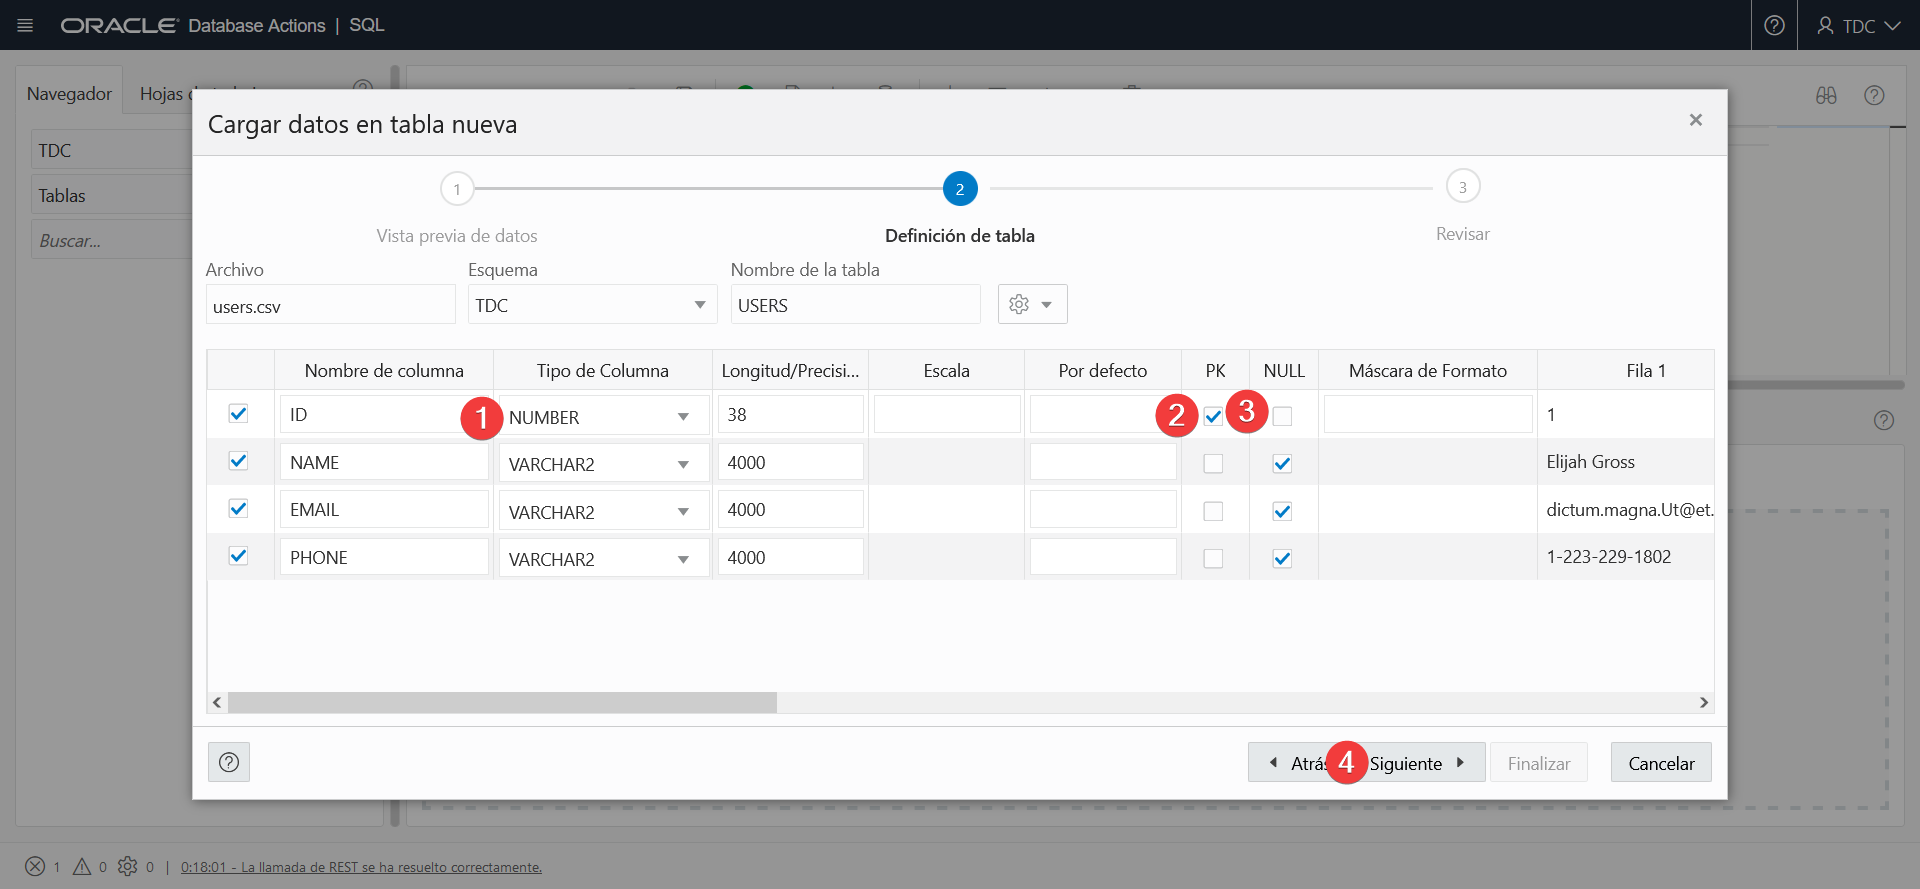 ORACLE Database Actions | SQL
TDC
Navegador
Hojas de
TDC
Tablas
Buscar...
Cargar datos en tabla nueva
1
2
3
Vista previa de datos
Definición de tabla
Revisar
Archivo
Esquema
Nombre de la tabla
users.csv
TDC
USERS
Nombre de columna Tipo de Columna Longitud/Precisi... Escala Por defecto PK NULL Máscara de Formato Fila 1
ID 1 NUMBER 38 2 3 1
NAME VARCHAR2 4000 Elijah Gross
EMAIL VARCHAR2 4000 dictum.magna.Ut@et.
PHONE VARCHAR2 4000 1-223-229-1802
Atrás 4 Siguiente Finalizar Cancelar
1 0 0 | 0:18:01 - La llamada de REST se ha resuelto correctamente.